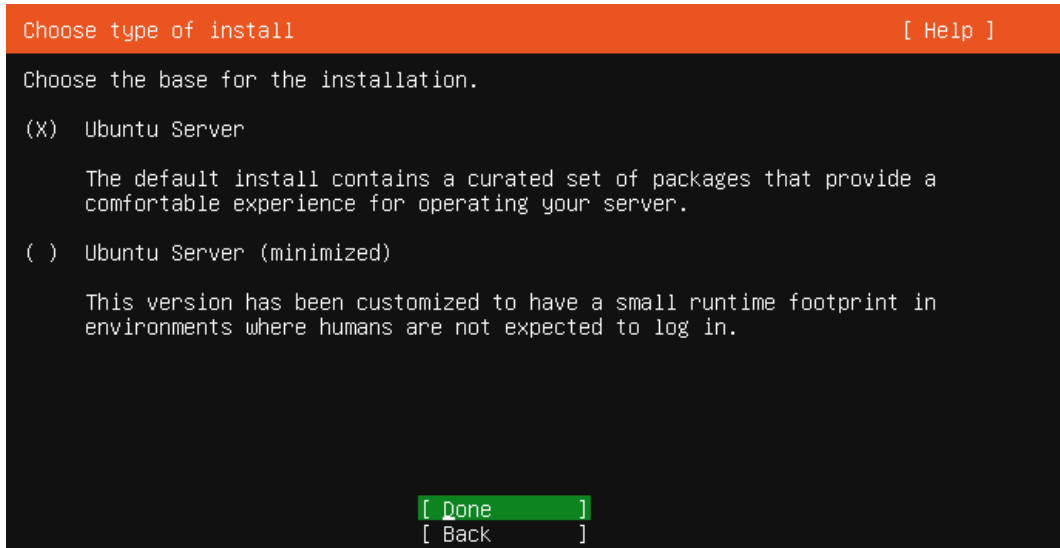 Choose type of install [ Help ]
Choose the base for the installation.
(X) Ubuntu Server
The default install contains a curated set of packages that provide a
comfortable experience for operating your server.
( ) Ubuntu Server (minimized)
This version has been customized to have a small runtime footprint in
environments where humans are not expected to log in.
[ Done ]
[ Back ]